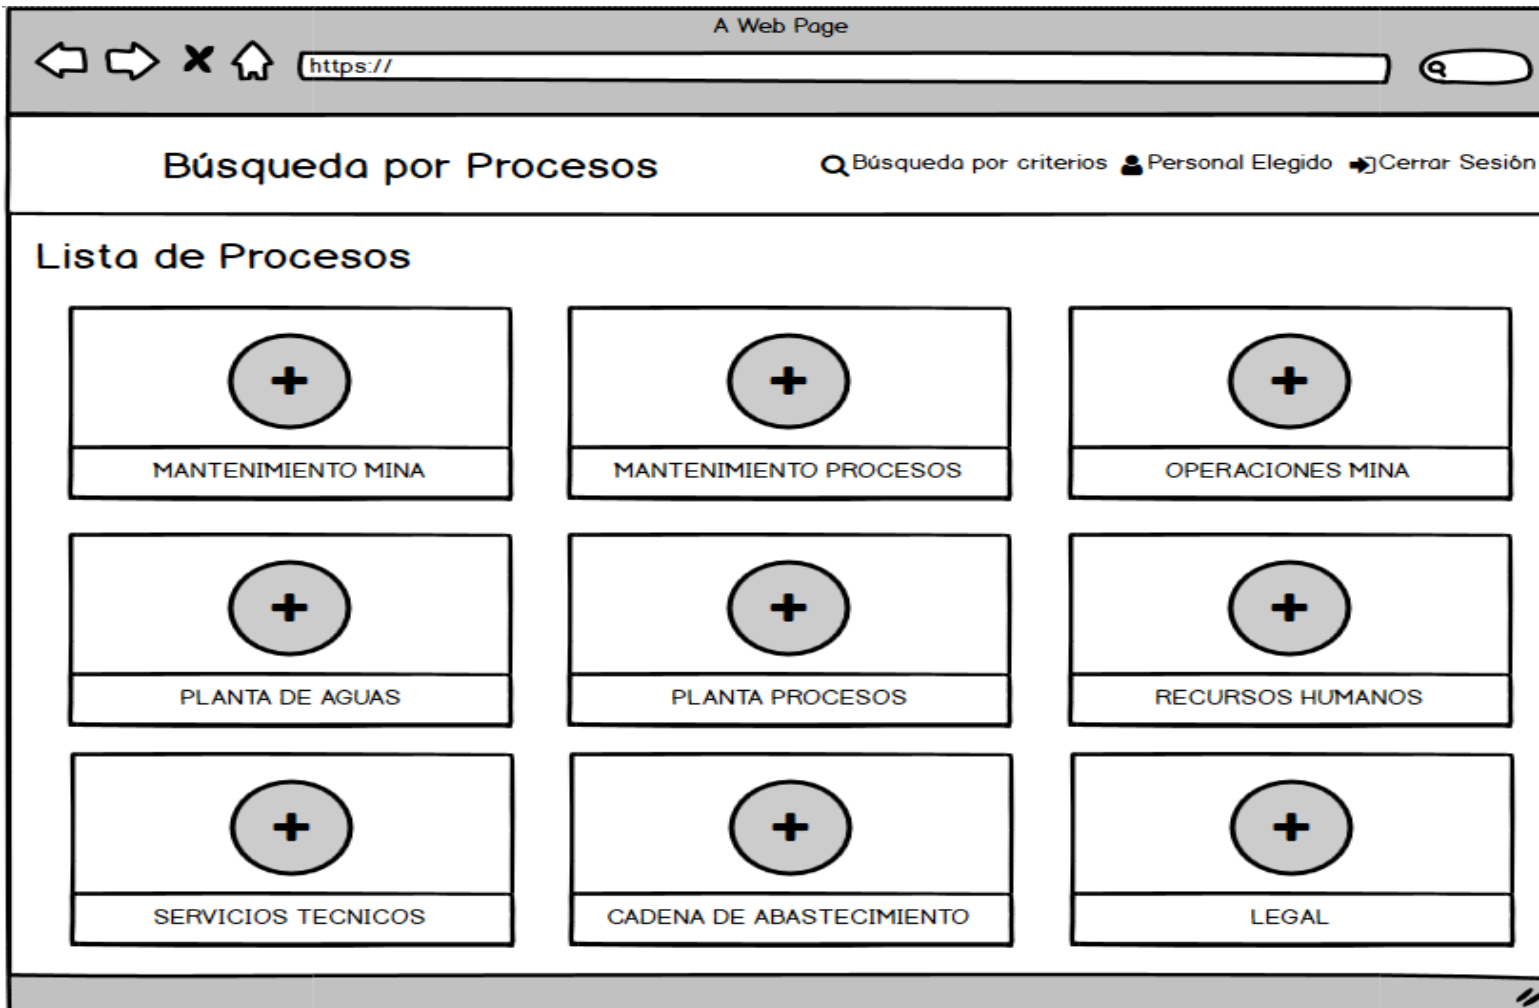 A Web Page
https://
Búsqueda por Procesos
Búsqueda por criterios Personal Elegido Cerrar Sesión
Lista de Procesos
MANTENIMIENTO MINA
MANTENIMIENTO PROCESOS
OPERACIONES MINA
PLANTA DE AGUAS
PLANTA PROCESOS
RECURSOS HUMANOS
SERVICIOS TECNICOS
CADENA DE ABASTECIMIENTO
LEGAL